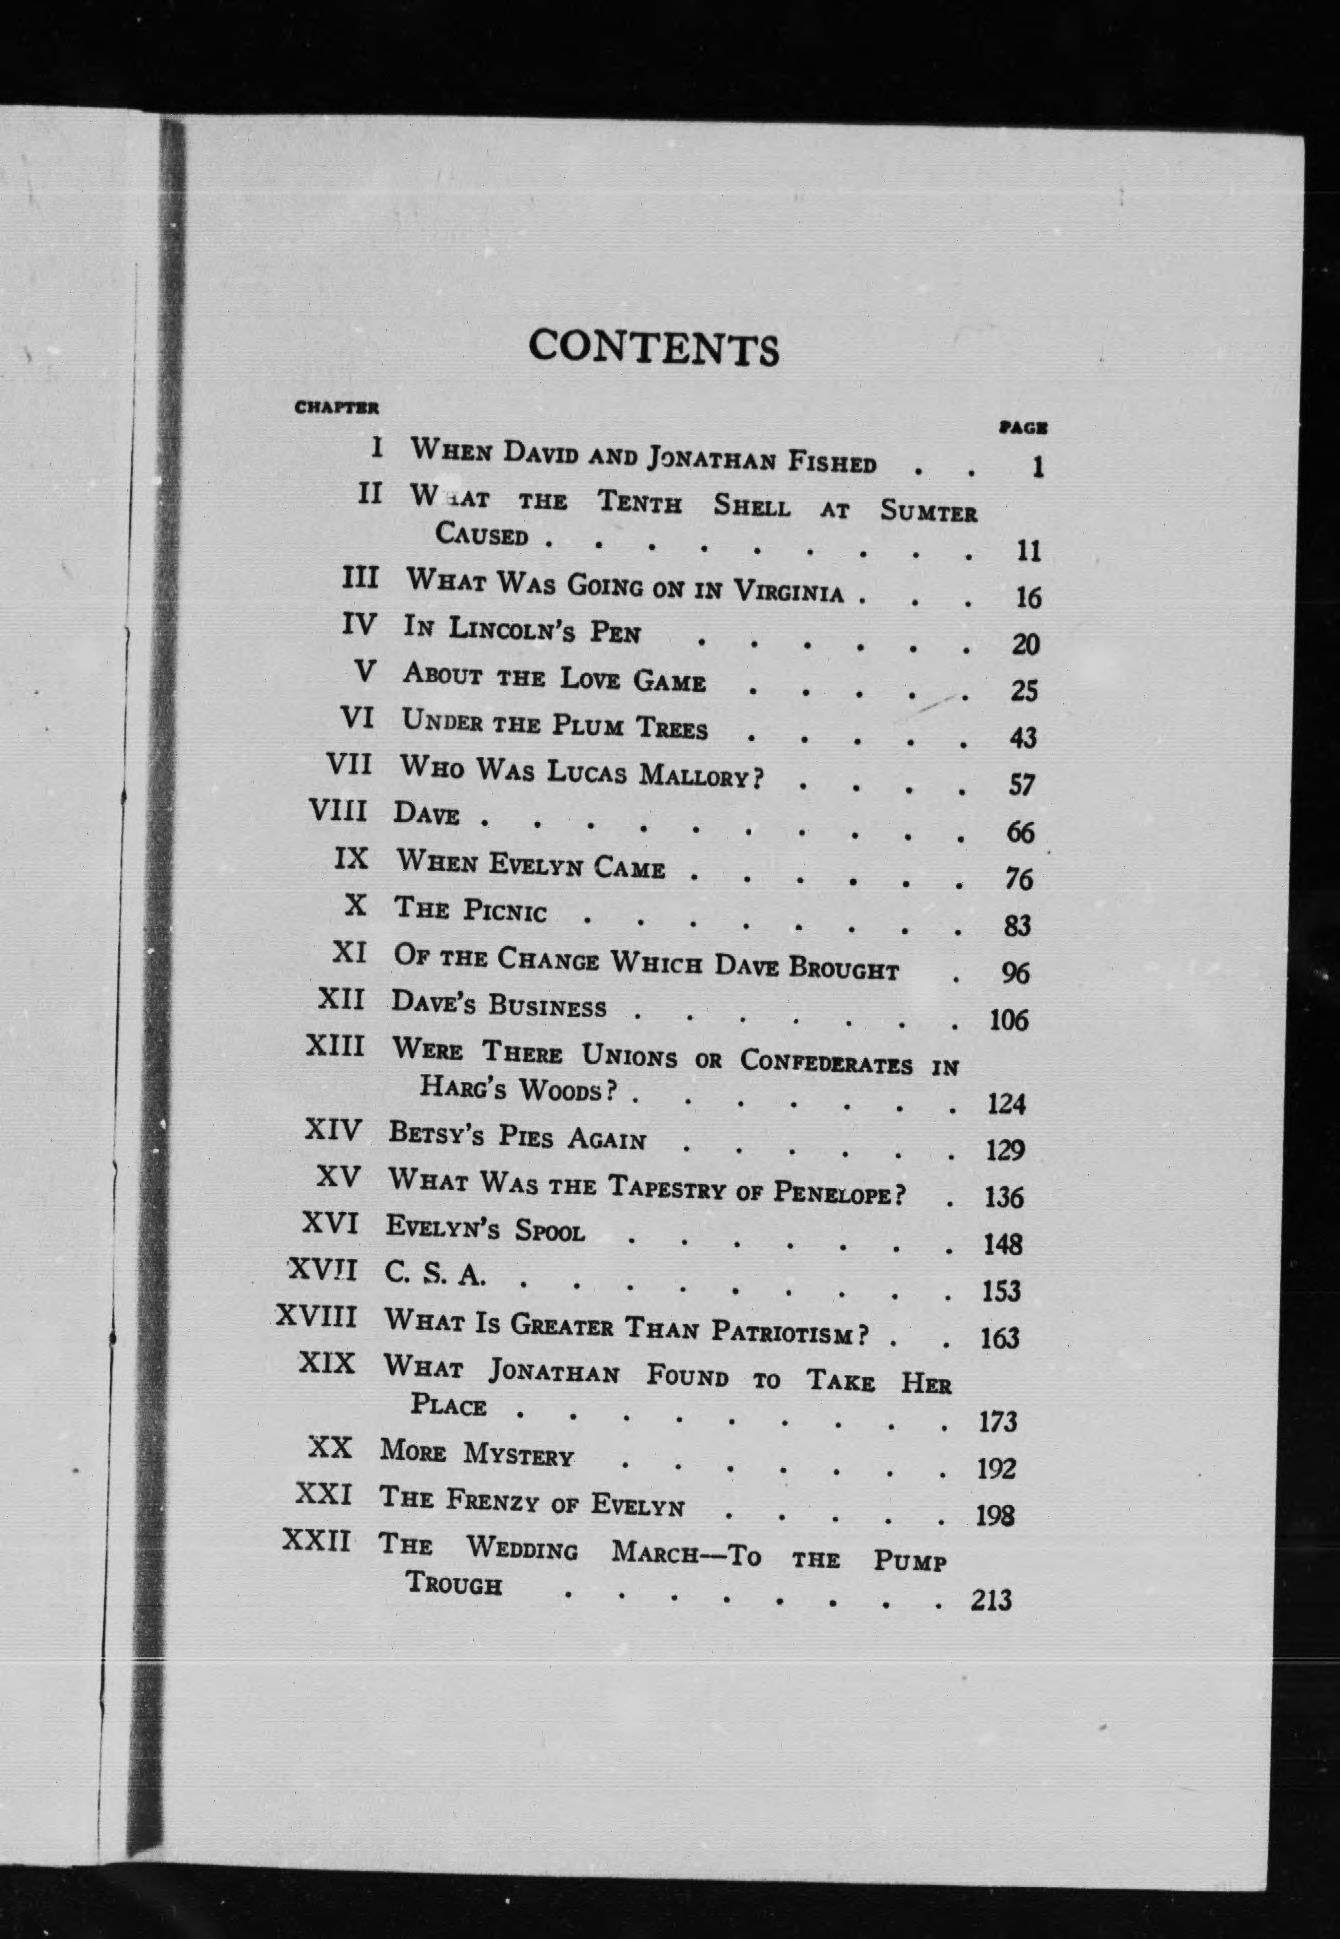 CONTENTS
CHAPTER PAGE
I WHEN DAVID AND JONATHAN FISHED . . 1
II WHAT THE TENTH SHELL AT SUMTER
CAUSED . . . . . . . . . 11
III WHAT WAS GOING ON IN VIRGINIA . . . 16
IV IN LINCOLN'S PEN . . . . . . 20
V ABOUT THE LOVE GAME . . . . . 25
VI UNDER THE PLUM TREES . . . . . 43
VII WHO WAS LUCAS MALLORY? . . . . 57
VIII DAVE . . . . . . . . . . 66
IX WHEN EVELYN CAME . . . . . . 76
X THE PICNIC . . . . . . . . 83
XI OF THE CHANGE WHICH DAVE BROUGHT . 96
XII DAVE'S BUSINESS . . . . . . . 106
XIII WERE THERE UNIONS OR CONFEDERATES IN
HARG'S WOODS? . . . . . . . 124
XIV BETSY'S PIES AGAIN . . . . . . 129
XV WHAT WAS THE TAPESTRY OF PENELOPE? . 136
XVI EVELYN'S SPOOL . . . . . . . 148
XVII C. S. A. . . . . . . . . . 153
XVIII WHAT IS GREATER THAN PATRIOTISM? . . 163
XIX WHAT JONATHAN FOUND TO TAKE HER
PLACE . . . . . . . . . 173
XX MORE MYSTERY . . . . . . . 192
XXI THE FRENZY OF EVELYN . . . . . 198
XXII THE WEDDING MARCH—TO THE PUMP
TROUGH . . . . . . . . 213